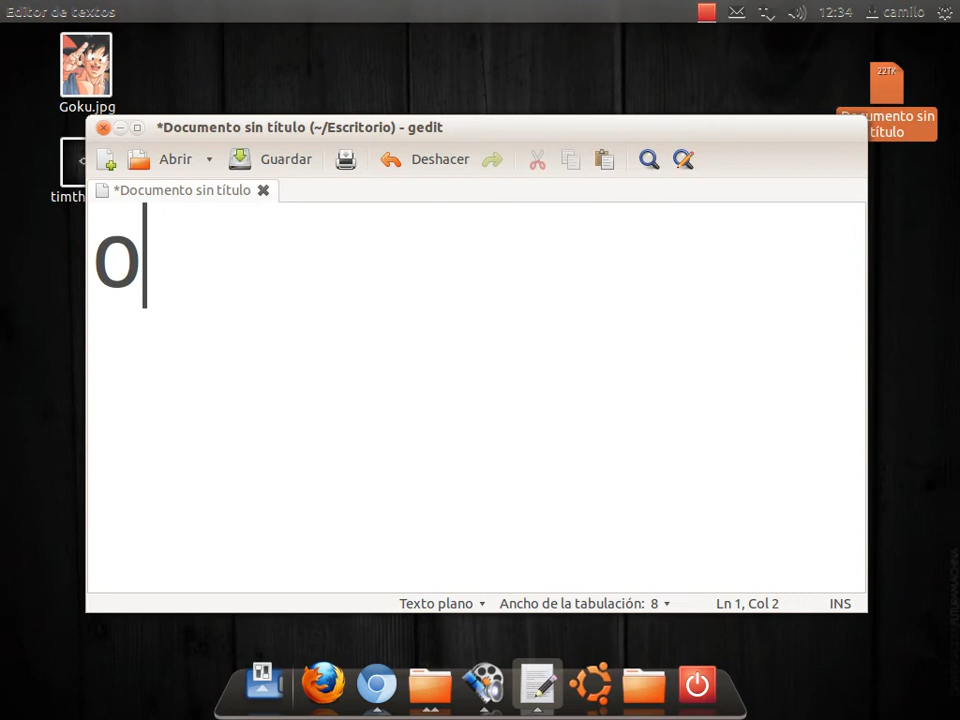 Editor de textos
12:34
camilo
Goku.jpg
22TK
Documento sin
título
timth
*Documento sin título (~/Escritorio) - gedit
Abrir
Guardar
Deshacer
*Documento sin título
O
Texto plano
Ancho de la tabulación: 8
Ln 1, Col 2
INS